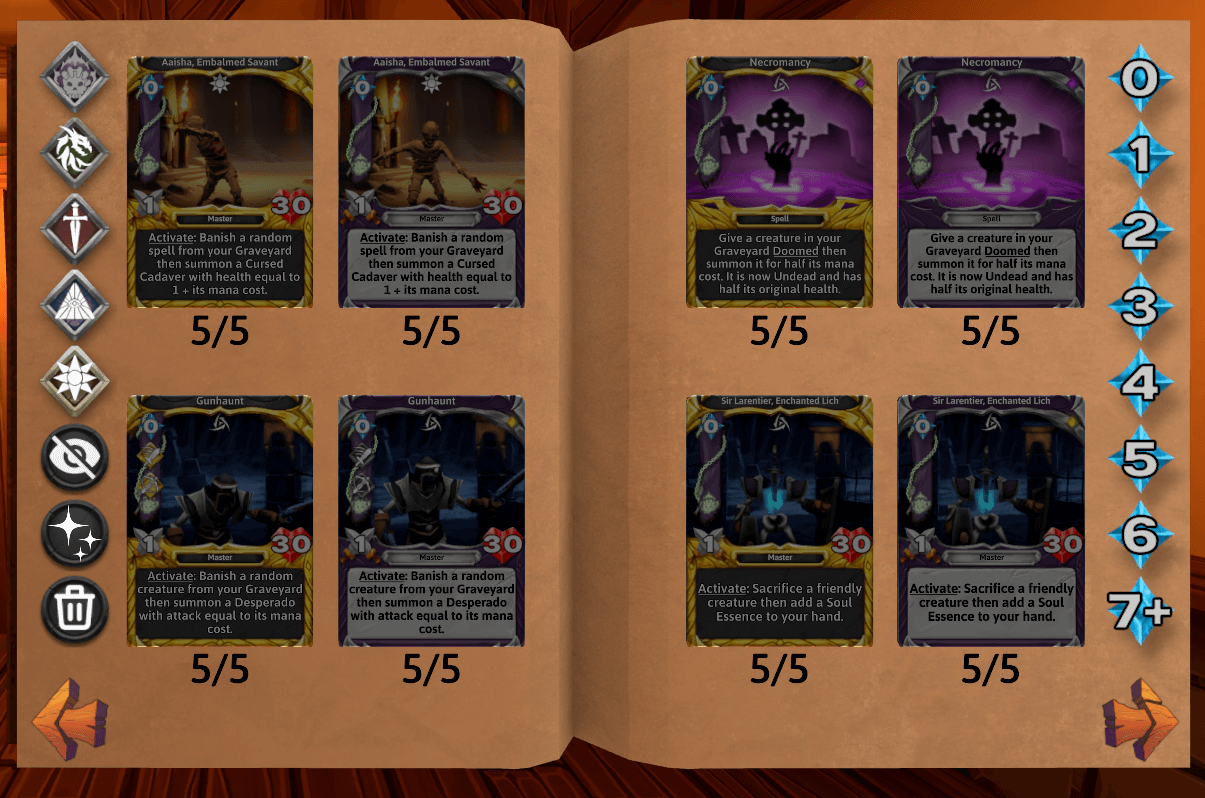 Aaisha, Embalmed Savant
0
1
30
Master
Activate: Banish a random
spell from your Graveyard
then summon a Cursed
Cadaver with health equal to
1 + its mana cost.
5/5
Aaisha, Embalmed Savant
0
1
30
Master
Activate: Banish a random
spell from your Graveyard
then summon a Cursed
Cadaver with health equal to
1 + its mana cost.
5/5
Gunhaunt
0
1
30
Master
Activate: Banish a random
creature from your Graveyard
then summon a Desperado
with attack equal to its mana
cost.
5/5
Gunhaunt
0
1
30
Master
Activate: Banish a random
creature from your Graveyard
then summon a Desperado
with attack equal to its mana
cost.
5/5
Necromancy
0
Spell
Give a creature in your
Graveyard Doomed then
summon it for half its mana
cost. It is now Undead and has
half its original health.
5/5
Necromancy
0
Spell
Give a creature in your
Graveyard Doomed then
summon it for half its mana
cost. It is now Undead and has
half its original health.
5/5
Sir Larentier, Enchanted Lich
0
1
30
Master
Activate: Sacrifice a friendly
creature then add a Soul
Essence to your hand.
5/5
Sir Larentier, Enchanted Lich
0
1
30
Master
Activate: Sacrifice a friendly
creature then add a Soul
Essence to your hand.
5/5
0
1
2
3
4
5
6
7+